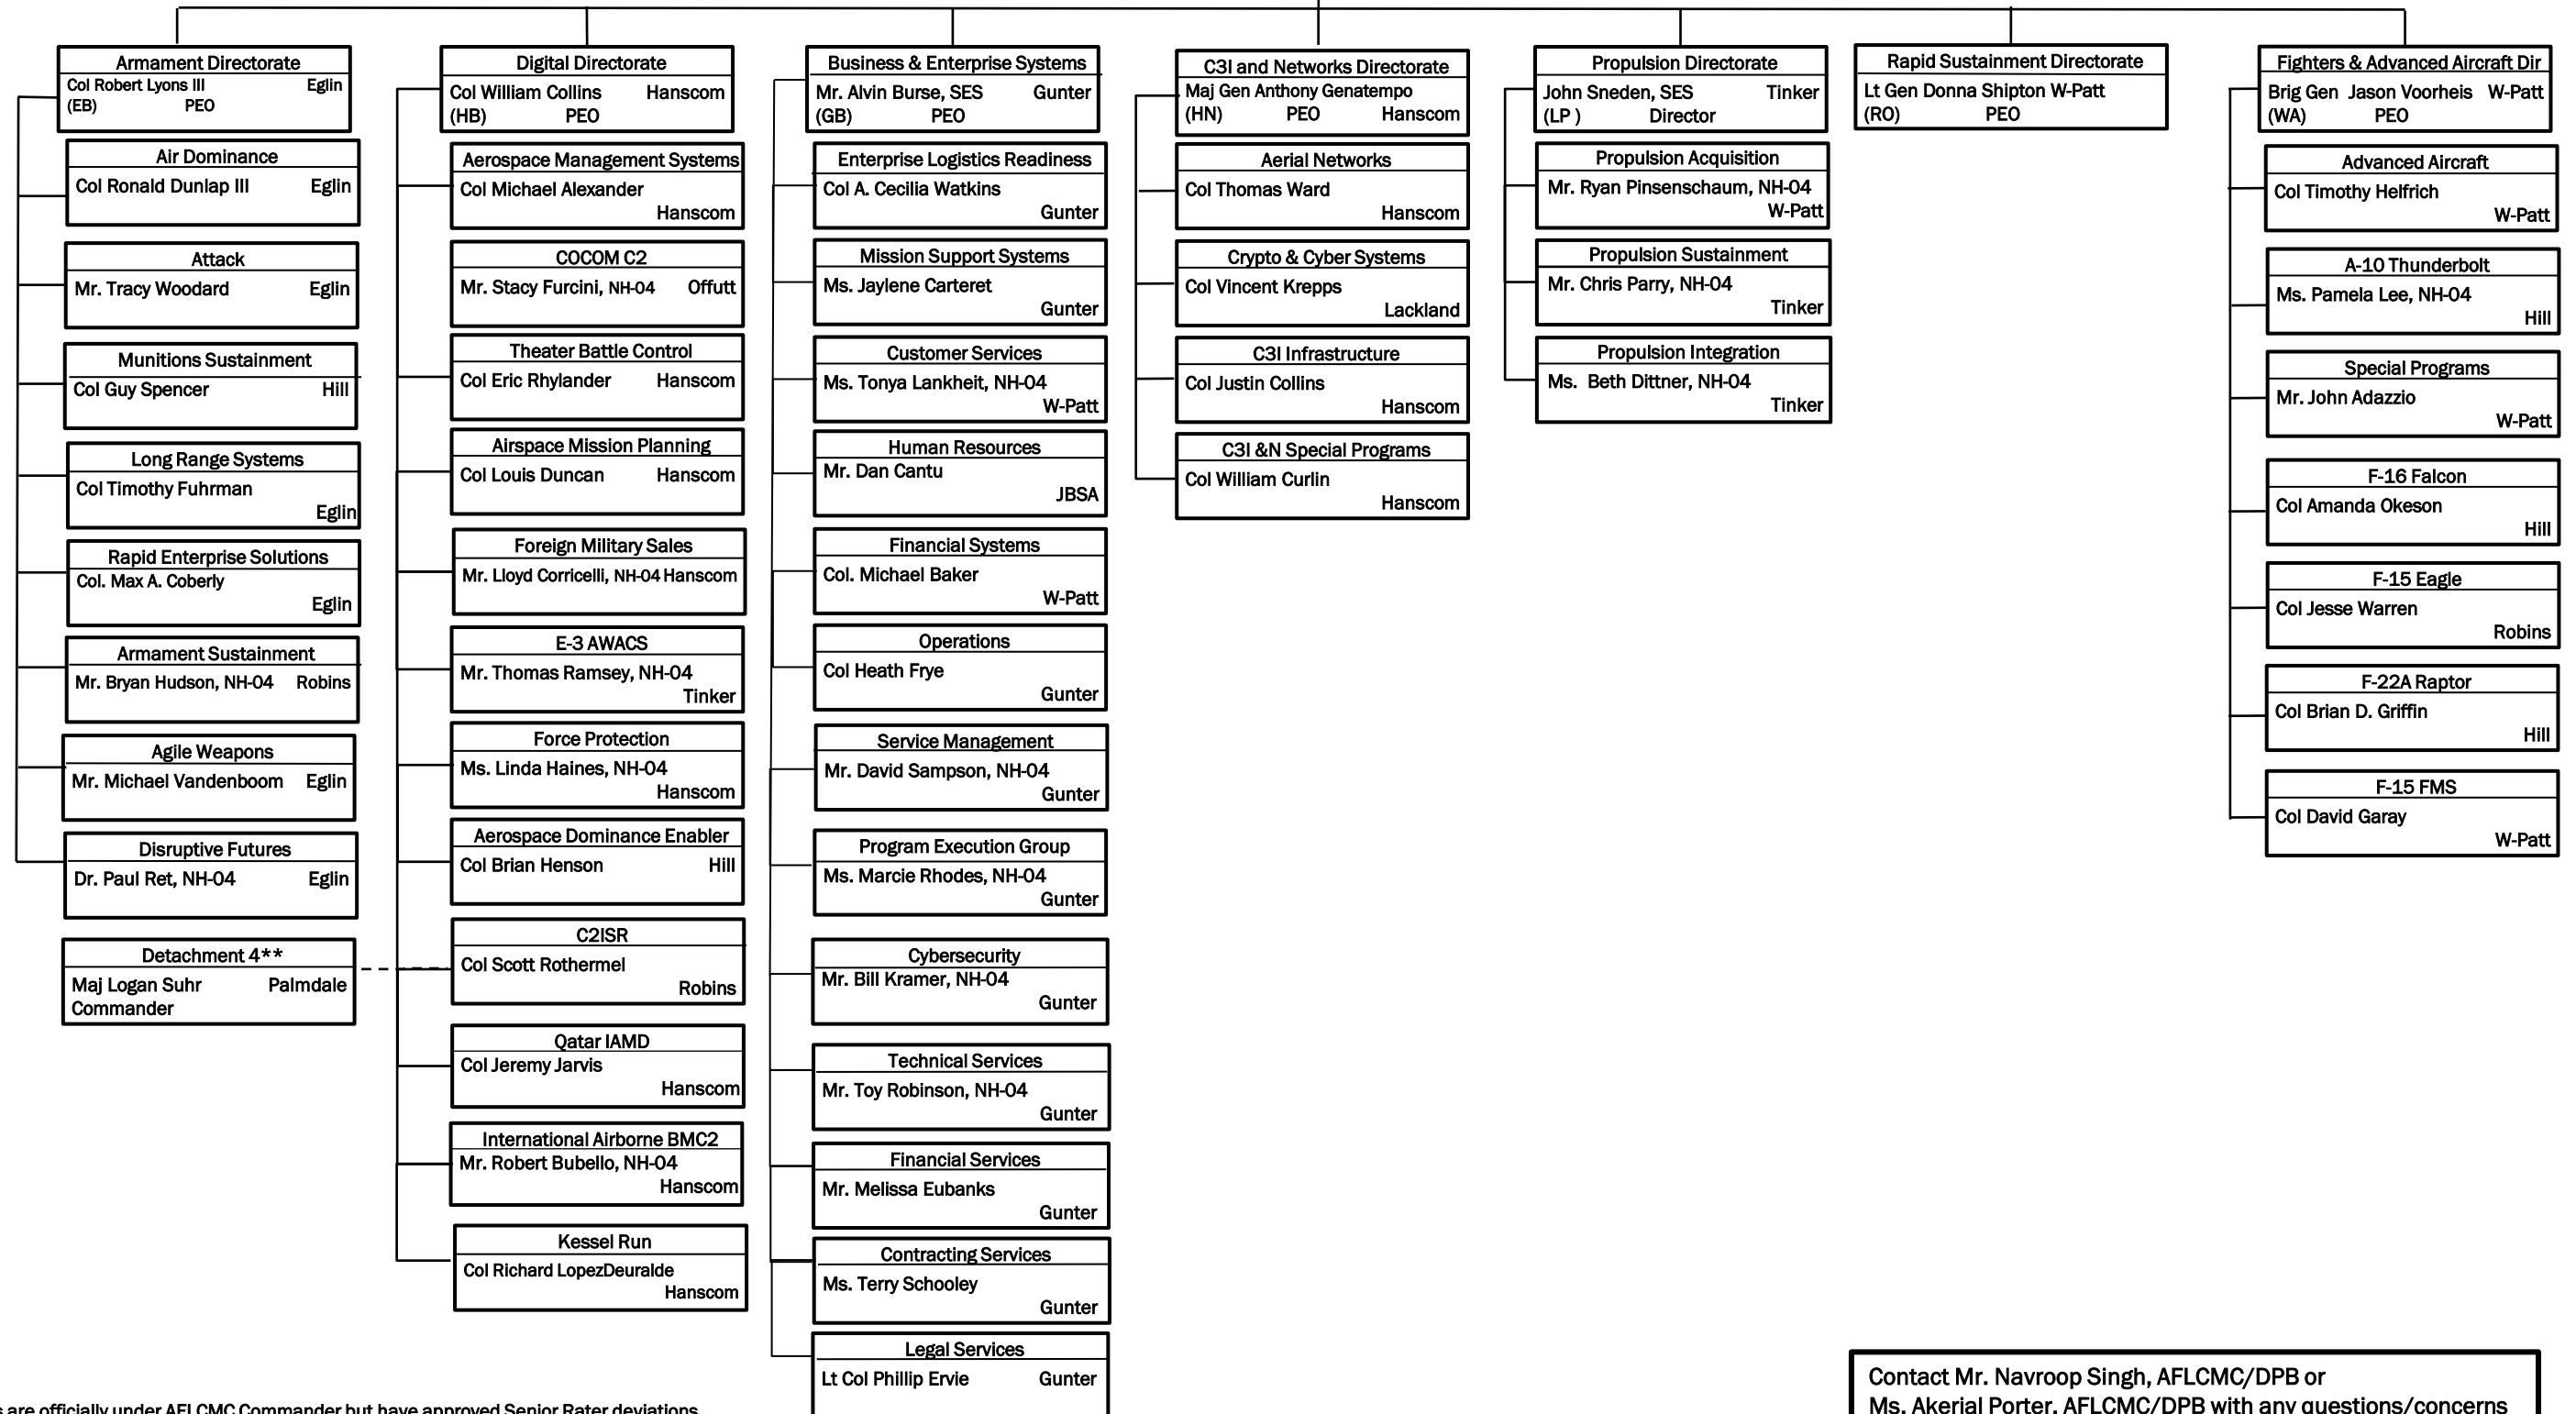 Armament Directorate
Col Robert Lyons III Eglin
(EB) PEO
Air Dominance
Col Ronald Dunlap III Eglin
Attack
Mr. Tracy Woodard Eglin
Munitions Sustainment
Col Guy Spencer Hill
Long Range Systems
Col Timothy Fuhrman
Eglin
Rapid Enterprise Solutions
Col. Max A. Coberly
Eglin
Armament Sustainment
Mr. Bryan Hudson, NH-04 Robins
Agile Weapons
Mr. Michael Vandenboom Eglin
Disruptive Futures
Dr. Paul Ret, NH-04 Eglin
Detachment 4**
Maj Logan Suhr Palmdale
Commander
Digital Directorate
Col William Collins Hanscom
(HB) PEO
Aerospace Management Systems
Col Michael Alexander
Hanscom
COCOM C2
Mr. Stacy Furcini, NH-04 Offutt
Theater Battle Control
Col Eric Rhylander Hanscom
Airspace Mission Planning
Col Louis Duncan Hanscom
Foreign Military Sales
Mr. Lloyd Corricelli, NH-04 Hanscom
E-3 AWACS
Mr. Thomas Ramsey, NH-04
Tinker
Force Protection
Ms. Linda Haines, NH-04
Hanscom
Aerospace Dominance Enabler
Col Brian Henson Hill
C2ISR
Col Scott Rothermel
Robins
Qatar IAMD
Col Jeremy Jarvis
Hanscom
International Airborne BMC2
Mr. Robert Bubello, NH-04
Hanscom
Kessel Run
Col Richard LopezDeuralde
Hanscom
Business & Enterprise Systems
Mr. Alvin Burse, SES Gunter
(GB) PEO
Enterprise Logistics Readiness
Col A. Cecilia Watkins
Gunter
Mission Support Systems
Ms. Jaylene Carteret
Gunter
Customer Services
Ms. Tonya Lankheit, NH-04
W-Patt
Human Resources
Mr. Dan Cantu
JBSA
Financial Systems
Col. Michael Baker
W-Patt
Operations
Col Heath Frye
Gunter
Service Management
Mr. David Sampson, NH-04
Gunter
Program Execution Group
Ms. Marcie Rhodes, NH-04
Gunter
Cybersecurity
Mr. Bill Kramer, NH-04
Gunter
Technical Services
Mr. Toy Robinson, NH-04
Gunter
Financial Services
Mr. Melissa Eubanks
Gunter
Contracting Services
Ms. Terry Schooley
Gunter
Legal Services
Lt Col Phillip Ervie Gunter
C3I and Networks Directorate
Maj Gen Anthony Genatempo
(HN) PEO Hanscom
Aerial Networks
Col Thomas Ward
Hanscom
Crypto & Cyber Systems
Col Vincent Krepps
Lackland
C3I Infrastructure
Col Justin Collins
Hanscom
C3I &N Special Programs
Col William Curlin
Hanscom
Propulsion Directorate
John Sneden, SES Tinker
(LP ) Director
Propulsion Acquisition
Mr. Ryan Pinsenschaum, NH-04
W-Patt
Propulsion Sustainment
Mr. Chris Parry, NH-04
Tinker
Propulsion Integration
Ms. Beth Dittner, NH-04
Tinker
Rapid Sustainment Directorate
Lt Gen Donna Shipton W-Patt
(RO) PEO
Fighters & Advanced Aircraft Dir
Brig Gen Jason Voorheis W-Patt
(WA) PEO
Advanced Aircraft
Col Timothy Helfrich
W-Patt
A-10 Thunderbolt
Ms. Pamela Lee, NH-04
Hill
Special Programs
Mr. John Adazzio
W-Patt
F-16 Falcon
Col Amanda Okeson
Hill
F-15 Eagle
Col Jesse Warren
Robins
F-22A Raptor
Col Brian D. Griffin
Hill
F-15 FMS
Col David Garay
W-Patt
are officially under AFLCMC Commander but have approved Senior Rater deviations
Contact Mr. Navroop Singh, AFLCMC/DPB or
Ms. Akerial Porter, AFLCMC/DPB with any questions/concerns